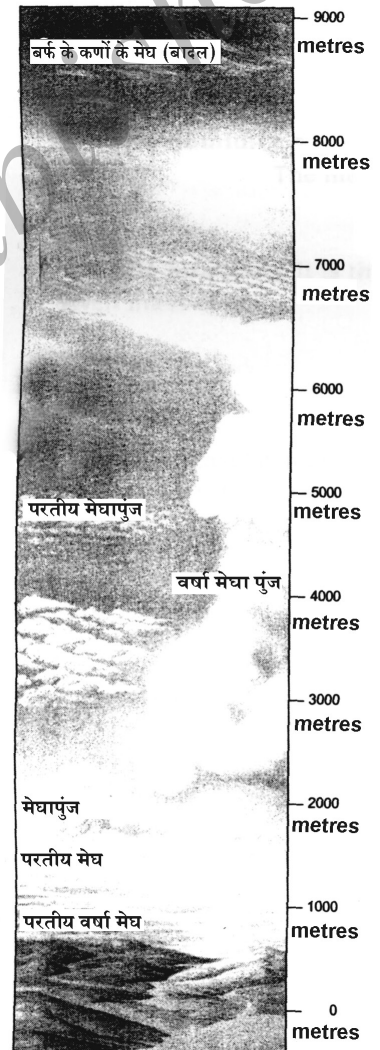 9000
metres
बर्फ के कणों के मेघ (बादल)
8000
metres
7000
metres
6000
metres
5000
metres
परतीय मेघापुंज
वर्षा मेघा पुंज
4000
metres
3000
metres
2000
metres
मेघापुंज
परतीय मेघ
1000
metres
परतीय वर्षा मेघ
0
metres